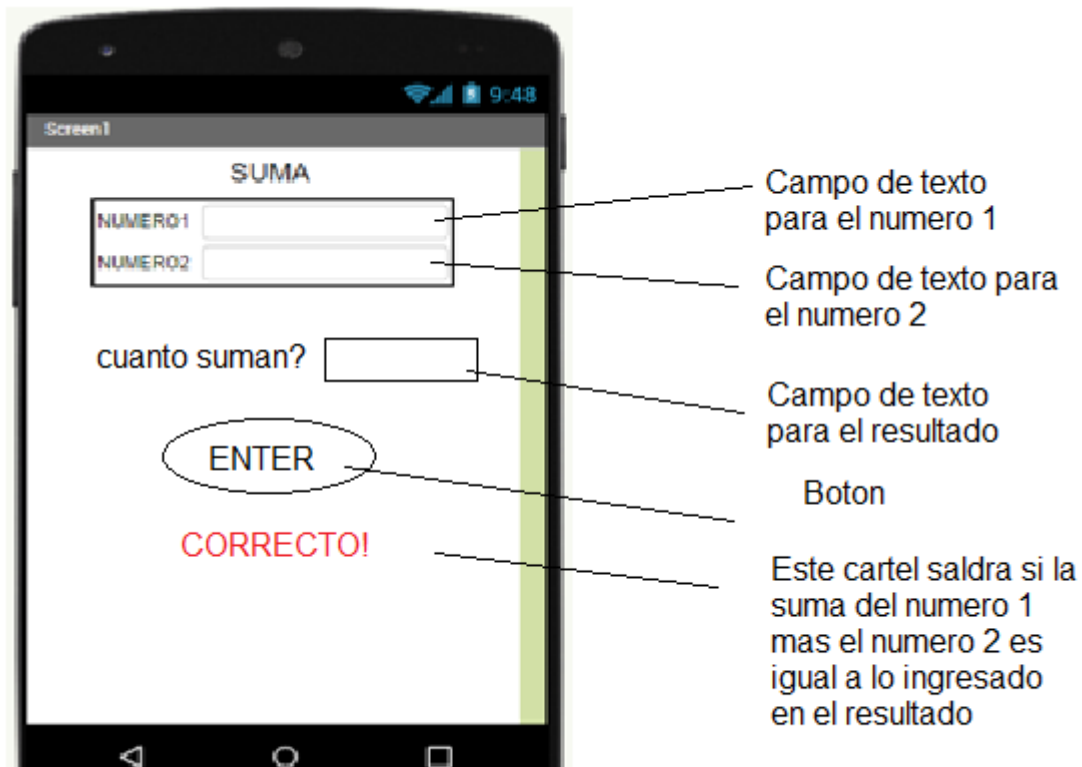 9:48
Screen1
SUMA
NUMERO1
NUMERO2
cuanto suman?
ENTER
CORRECTO!
Campo de texto
para el numero 1
Campo de texto para
el numero 2
Campo de texto
para el resultado
Boton
Este cartel saldra si la
suma del numero 1
mas el numero 2 es
igual a lo ingresado
en el resultado